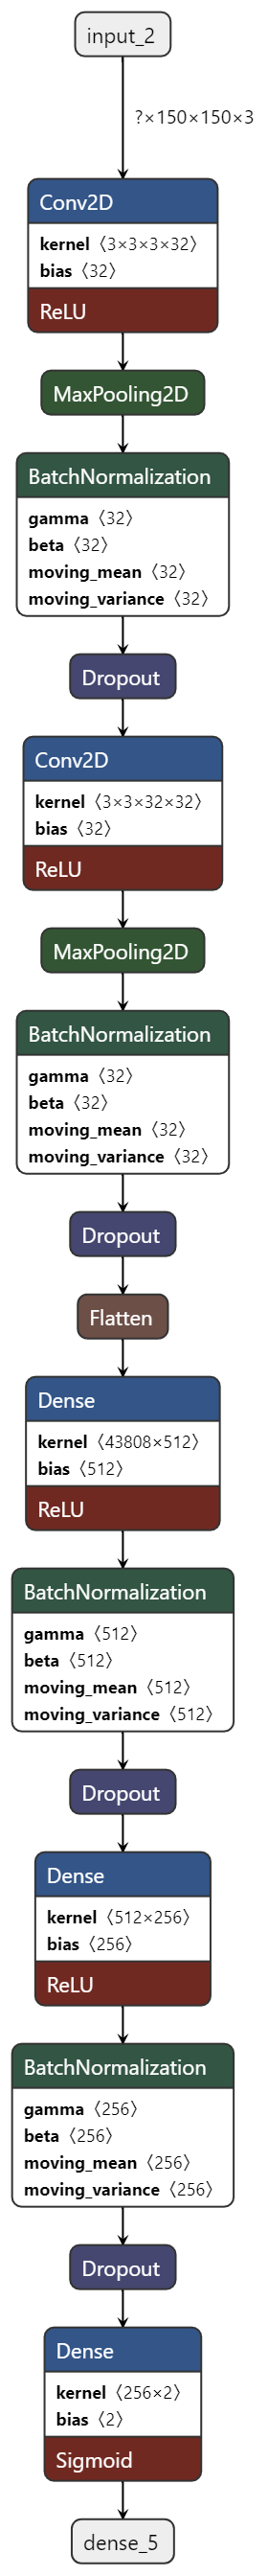 input_2
?×150×150×3
Conv2D
kernel 〈3×3×3×32〉
bias 〈32〉
ReLU
MaxPooling2D
BatchNormalization
gamma 〈32〉
beta 〈32〉
moving_mean 〈32〉
moving_variance 〈32〉
Dropout
Conv2D
kernel 〈3×3×32×32〉
bias 〈32〉
ReLU
MaxPooling2D
BatchNormalization
gamma 〈32〉
beta 〈32〉
moving_mean 〈32〉
moving_variance 〈32〉
Dropout
Flatten
Dense
kernel 〈43808×512〉
bias 〈512〉
ReLU
BatchNormalization
gamma 〈512〉
beta 〈512〉
moving_mean 〈512〉
moving_variance 〈512〉
Dropout
Dense
kernel 〈512×256〉
bias 〈256〉
ReLU
BatchNormalization
gamma 〈256〉
beta 〈256〉
moving_mean 〈256〉
moving_variance 〈256〉
Dropout
Dense
kernel 〈256×2〉
bias 〈2〉
Sigmoid
dense_5